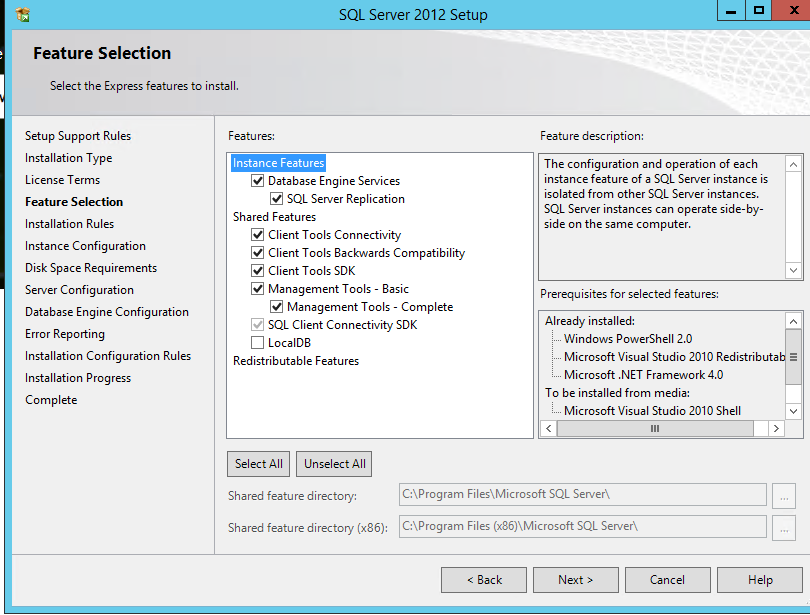 SQL Server 2012 Setup
Feature Selection
Select the Express features to install.
Setup Support Rules
Installation Type
License Terms
Feature Selection
Installation Rules
Instance Configuration
Disk Space Requirements
Server Configuration
Database Engine Configuration
Error Reporting
Installation Configuration Rules
Installation Progress
Complete
Features:
Instance Features
Database Engine Services
SQL Server Replication
Shared Features
Client Tools Connectivity
Client Tools Backwards Compatibility
Client Tools SDK
Management Tools - Basic
Management Tools - Complete
SQL Client Connectivity SDK
LocalDB
Redistributable Features
Feature description:
The configuration and operation of each
instance feature of a SQL Server instance is
isolated from other SQL Server instances.
SQL Server instances can operate side-by-
side on the same computer.
Prerequisites for selected features:
Already installed:
Windows PowerShell 2.0
Microsoft Visual Studio 2010 Redistributab
Microsoft .NET Framework 4.0
To be installed from media:
Microsoft Visual Studio 2010 Shell
Select All
Unselect All
Shared feature directory:
C:\Program Files\Microsoft SQL Server\
...
Shared feature directory (x86):
C:\Program Files (x86)\Microsoft SQL Server\
...
< Back
Next >
Cancel
Help